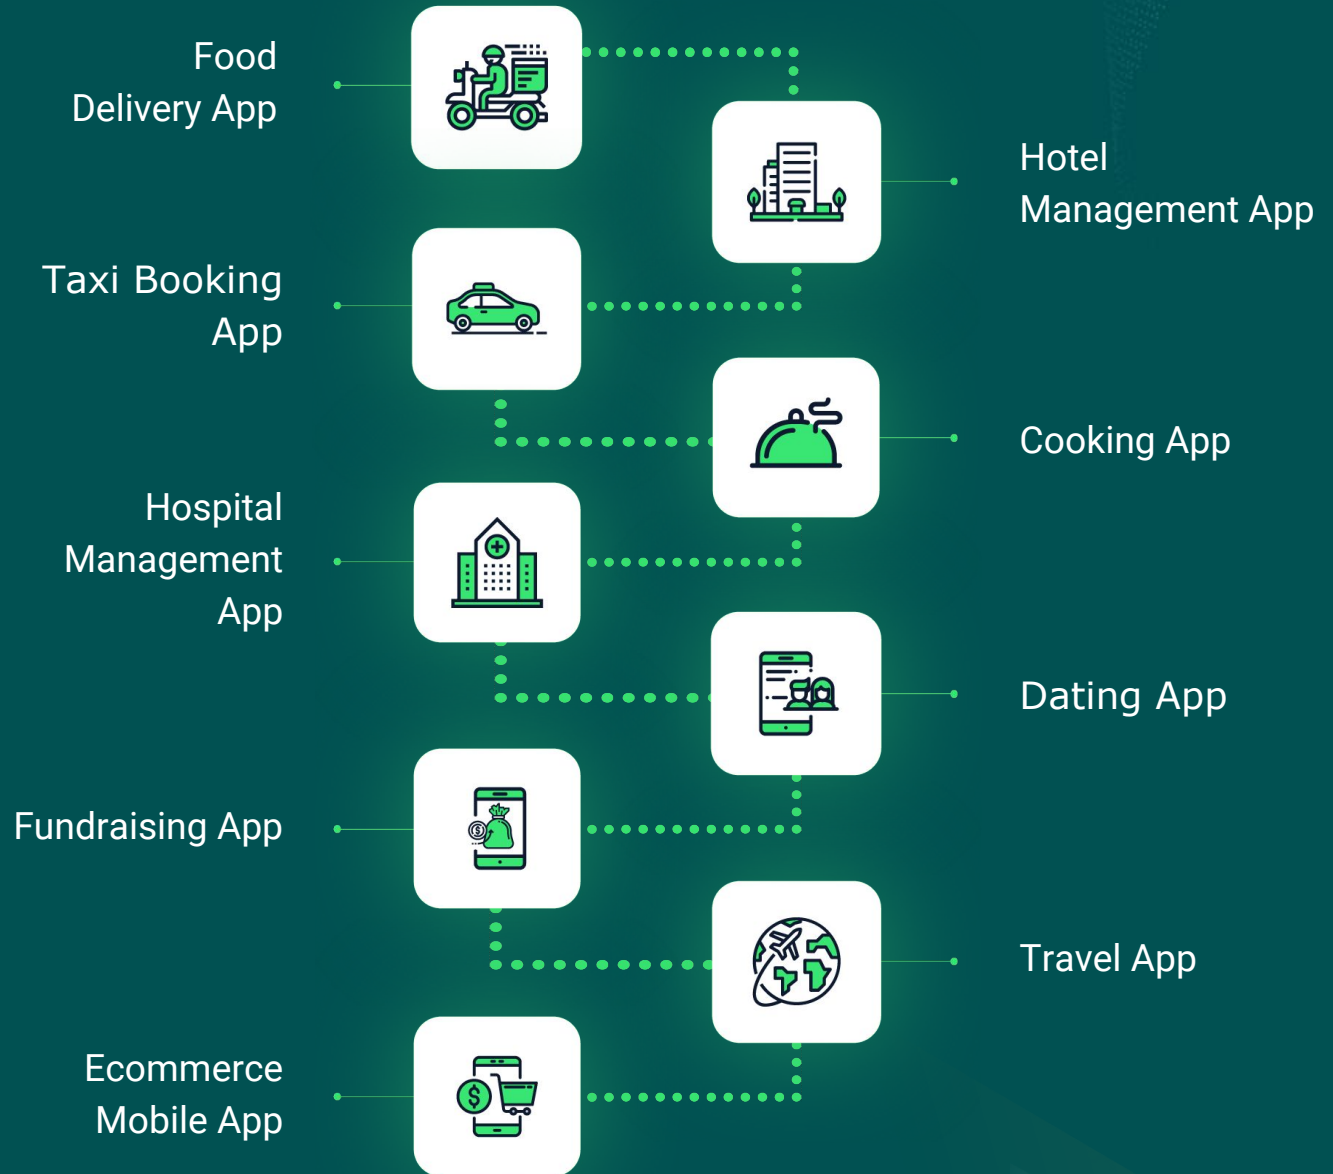 Food
Delivery App
Hotel
Management App
Taxi Booking
App
Cooking App
Hospital
Management
App
Dating App
Fundraising App
Travel App
Ecommerce
Mobile App